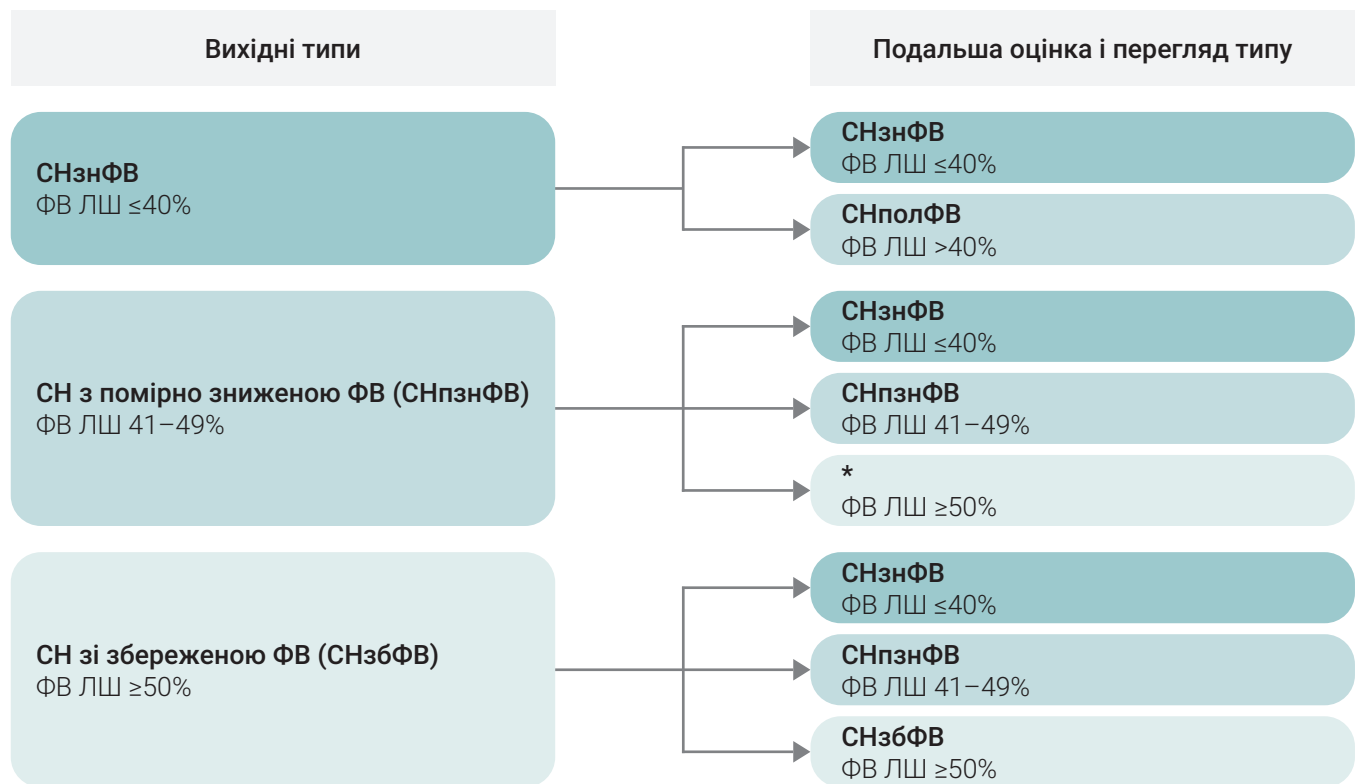 Вихідні типи
Подальша оцінка і перегляд типу
СНзнФВ
ФВ ЛШ ≤40%
СНзнФВ
ФВ ЛШ ≤40%
СНполФВ
ФВ ЛШ >40%
СН з помірно зниженою ФВ (СНпзнФВ)
ФВ ЛШ 41–49%
СНзнФВ
ФВ ЛШ ≤40%
СНпзнФВ
ФВ ЛШ 41–49%
*
ФВ ЛШ ≥50%
СН зі збереженою ФВ (СНзбФВ)
ФВ ЛШ ≥50%
СНзнФВ
ФВ ЛШ ≤40%
СНпзнФВ
ФВ ЛШ 41–49%
СНзбФВ
ФВ ЛШ ≥50%